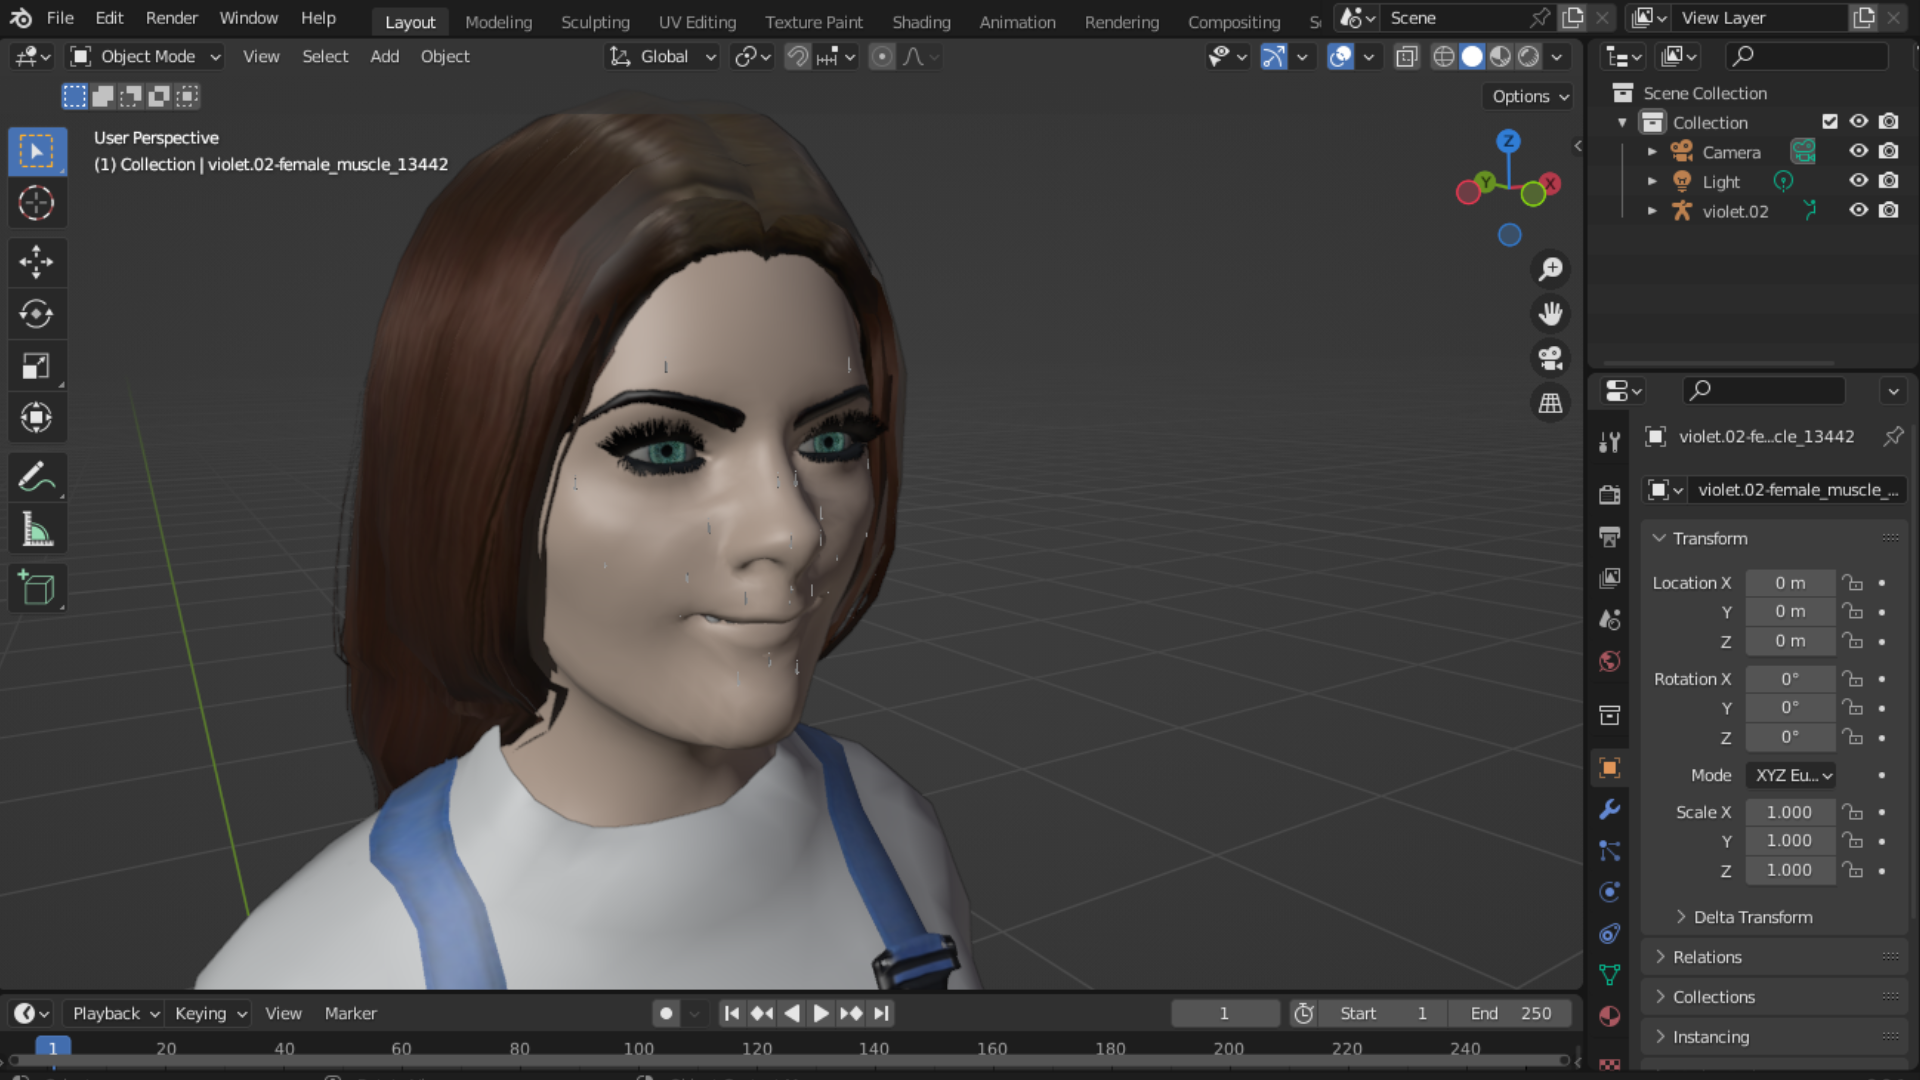 File Edit Render Window Help Layout Modeling Sculpting UV Editing Texture Paint Shading Animation Rendering Compositing Scene View Layer
Object Mode View Select Add Object Global
Options
User Perspective
(1) Collection | violet.02-female_muscle_13442
Z
Y
X
Scene Collection
Collection
Camera
Light
violet.02
violet.02-fe...cle_13442
violet.02-female_muscle_...
Transform
Location X 0 m
Y 0 m
Z 0 m
Rotation X 0°
Y 0°
Z 0°
Mode XYZ Eu...
Scale X 1.000
Y 1.000
Z 1.000
Delta Transform
Relations
Collections
Instancing
Playback Keying View Marker 1 Start 1 End 250
1 20 40 60 80 100 120 140 160 180 200 220 240